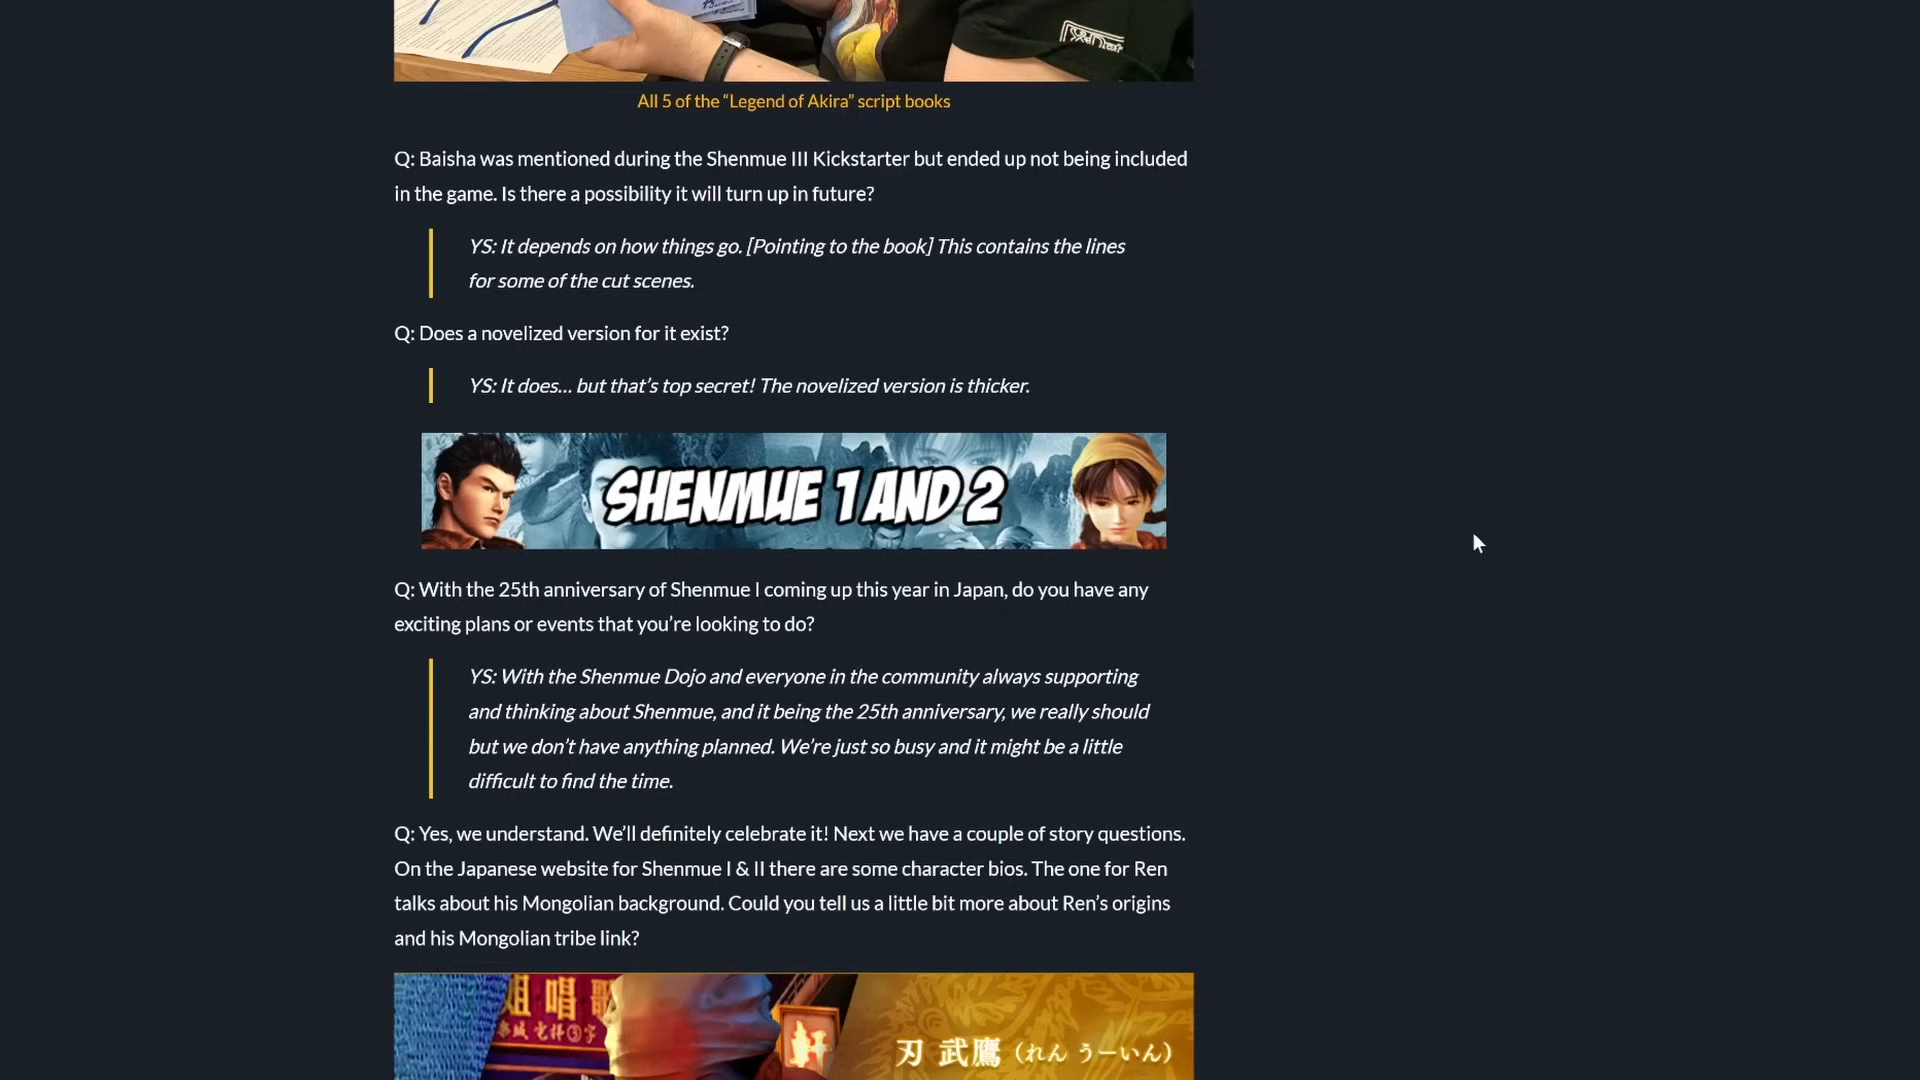 All 5 of the “Legend of Akira” script books
Q: Baisha was mentioned during the Shenmue III Kickstarter but ended up not being included
in the game. Is there a possibility it will turn up in future?
YS: It depends on how things go. [Pointing to the book] This contains the lines
for some of the cut scenes.
Q: Does a novelized version for it exist?
YS: It does… but that’s top secret! The novelized version is thicker.
SHENMUE 1 AND 2
Q: With the 25th anniversary of Shenmue I coming up this year in Japan, do you have any
exciting plans or events that you’re looking to do?
YS: With the Shenmue Dojo and everyone in the community always supporting
and thinking about Shenmue, and it being the 25th anniversary, we really should
but we don’t have anything planned. We’re just so busy and it might be a little
difficult to find the time.
Q: Yes, we understand. We’ll definitely celebrate it! Next we have a couple of story questions.
On the Japanese website for Shenmue I & II there are some character bios. The one for Ren
talks about his Mongolian background. Could you tell us a little bit more about Ren’s origins
and his Mongolian tribe link?
唱
軒
刃 武鷹（れん うーいん）